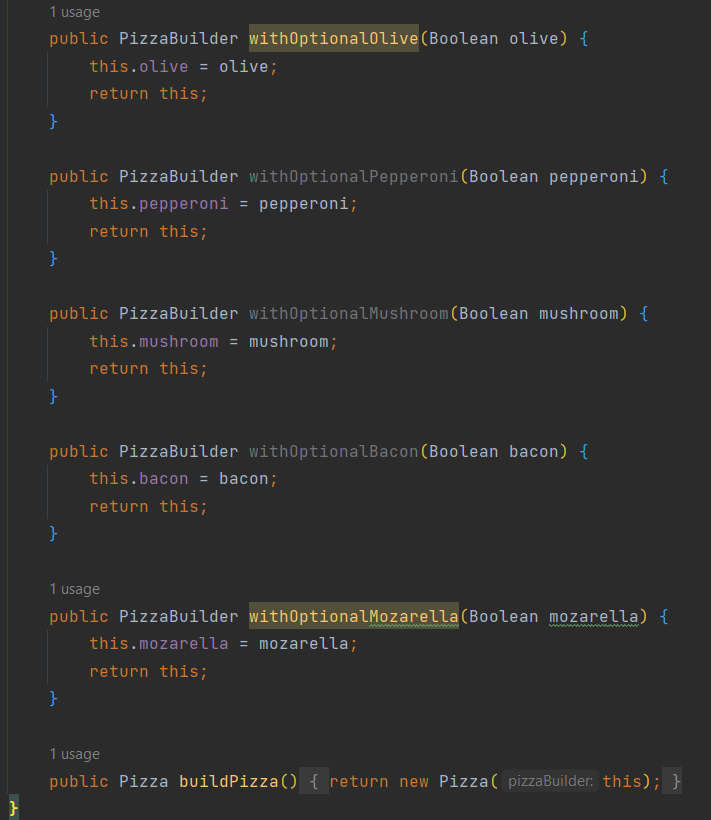 1 usage
public PizzaBuilder withOptionalOlive(Boolean olive) {
this.olive = olive;
return this;
}
public PizzaBuilder withOptionalPepperoni(Boolean pepperoni) {
this.pepperoni = pepperoni;
return this;
}
public PizzaBuilder withOptionalMushroom(Boolean mushroom) {
this.mushroom = mushroom;
return this;
}
public PizzaBuilder withOptionalBacon(Boolean bacon) {
this.bacon = bacon;
return this;
}
1 usage
public PizzaBuilder withOptionalMozarella(Boolean mozarella) {
this.mozarella = mozarella;
return this;
}
1 usage
public Pizza buildPizza() { return new Pizza( pizzaBuilder: this); }
}